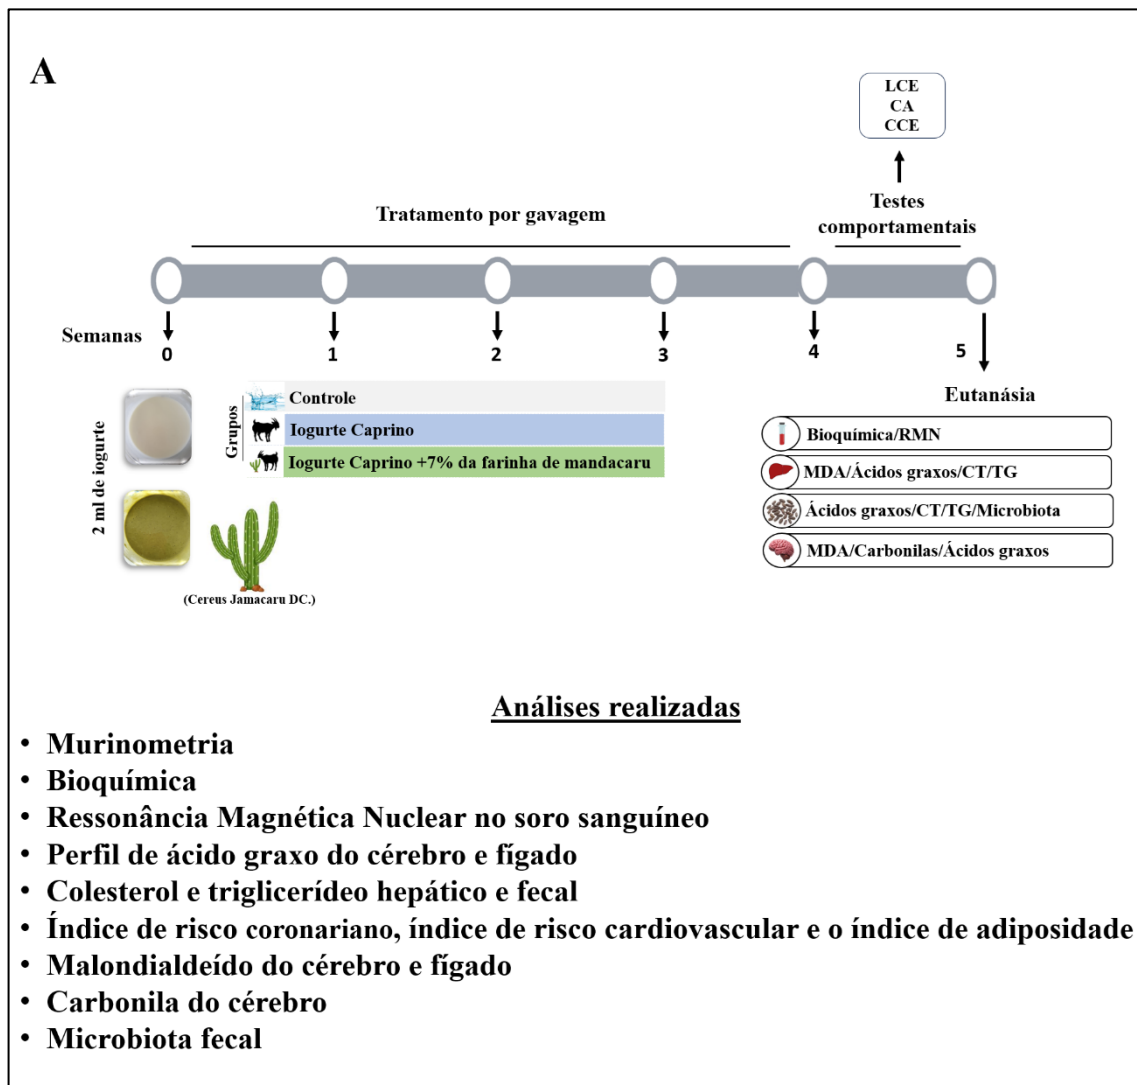 A
LCE
CA
CCE
Tratamento por gavagem
Testes
comportamentais
Semanas
0
1
2
3
4
5
Eutanásia
2 ml de iogurte
Grupos
Controle
Iogurte Caprino
Iogurte Caprino +7% da farinha de mandacaru
(Cereus Jamacaru DC.)
Bioquímica/RMN
MDA/Ácidos graxos/CT/TG
Ácidos graxos/CT/TG/Microbiota
MDA/Carbonilas/Ácidos graxos
Análises realizadas
• Murinometria
• Bioquímica
• Ressonância Magnética Nuclear no soro sanguíneo
• Perfil de ácido graxo do cérebro e fígado
• Colesterol e triglicerídeo hepático e fecal
• Índice de risco coronariano, índice de risco cardiovascular e o índice de adiposidade
• Malondialdeído do cérebro e fígado
• Carbonila do cérebro
• Microbiota fecal